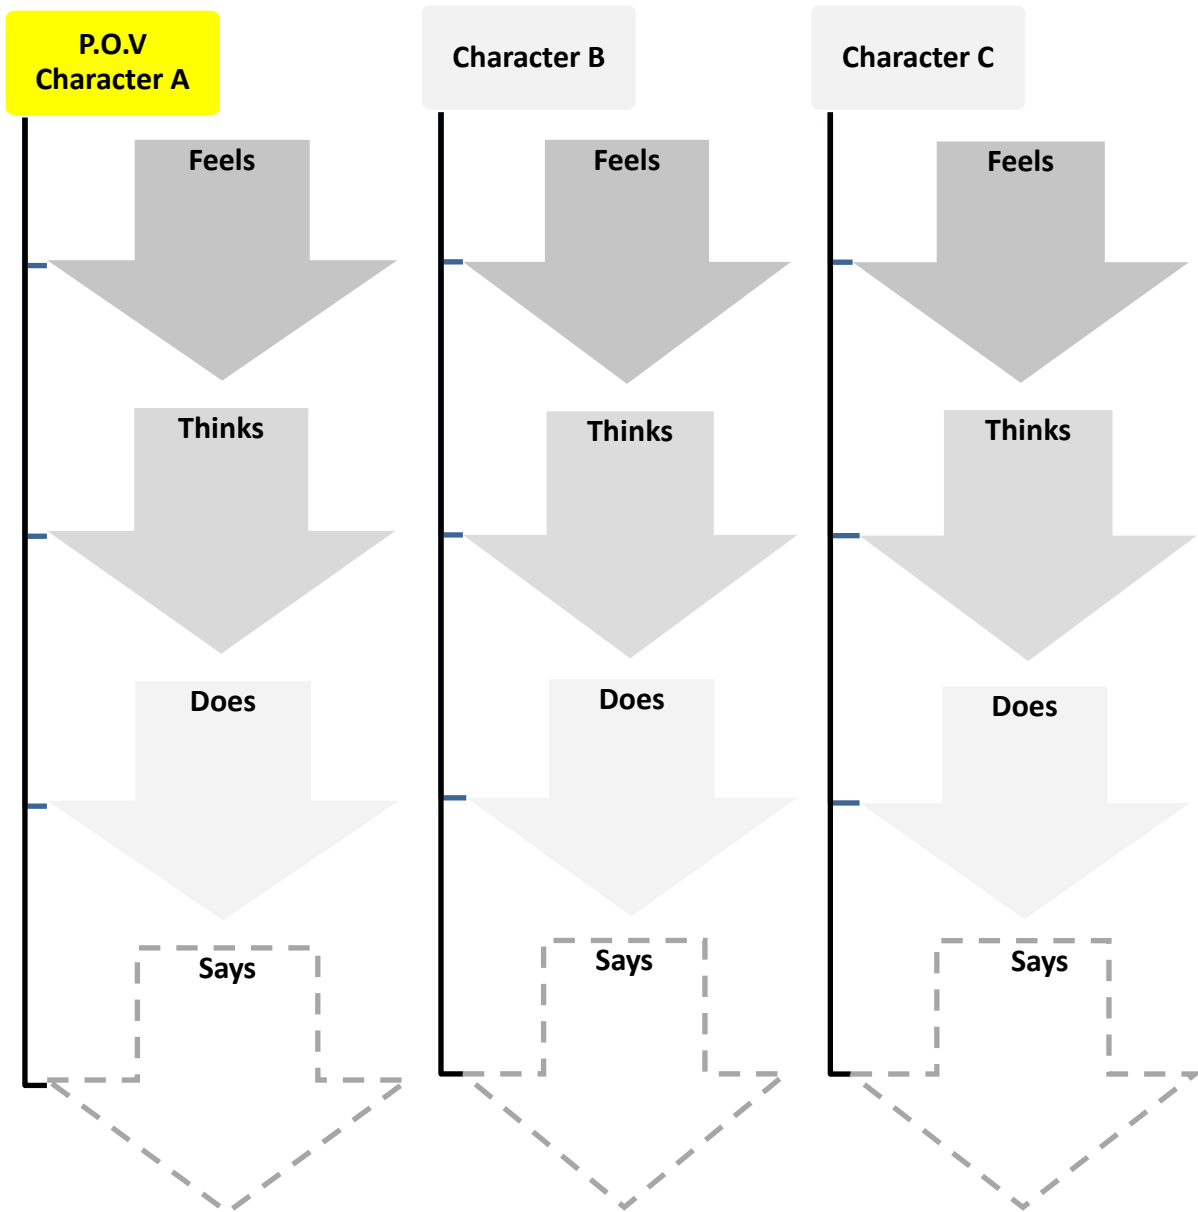 P.O.V
Character A
Character B
Character C
Feels
Feels
Feels
Thinks
Thinks
Thinks
Does
Does
Does
Says
Says
Says